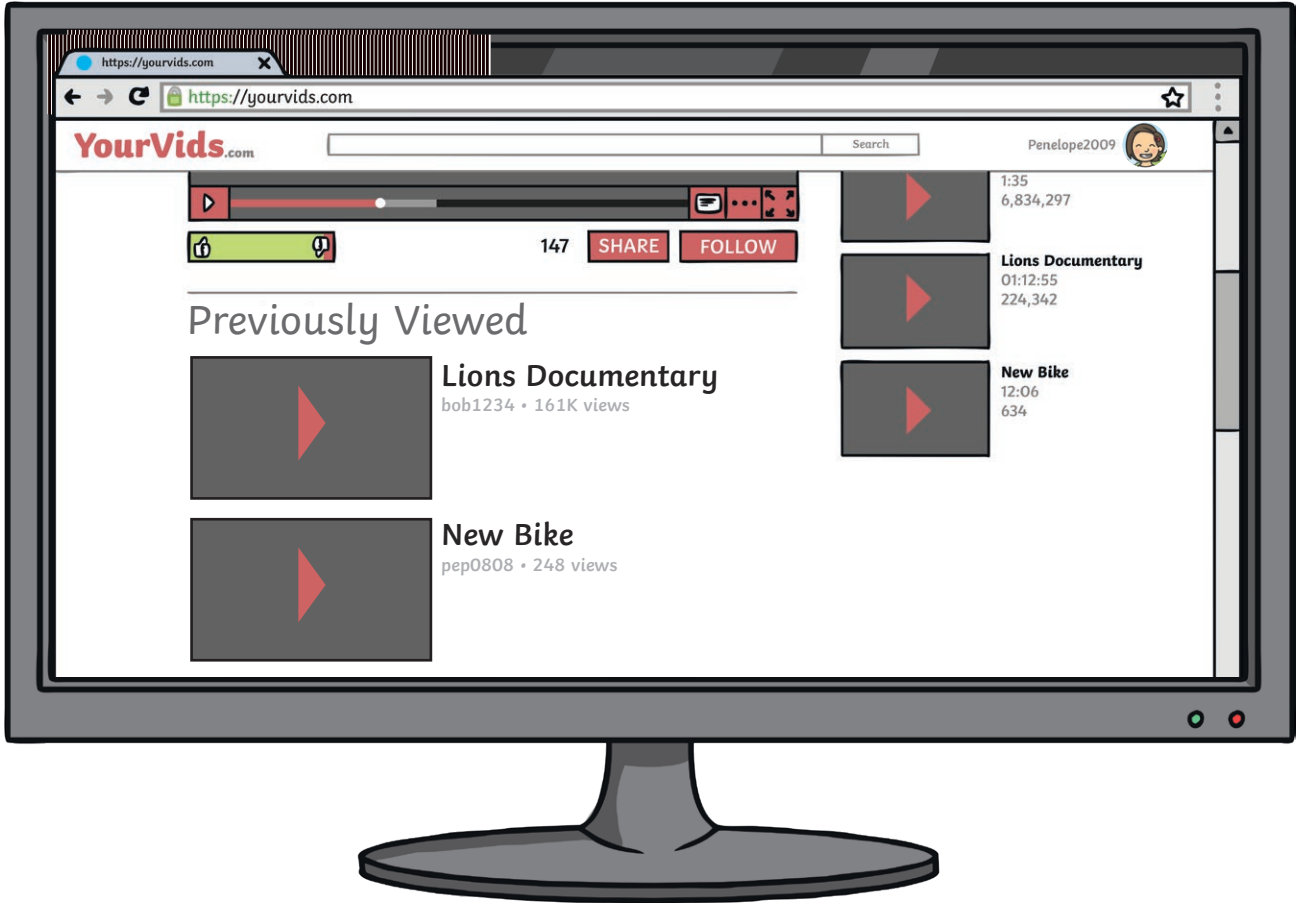 https://yourvids.com
https://yourvids.com
YourVids.com
Search
Penelope2009
147
SHARE
FOLLOW
Previously Viewed
Lions Documentary
bob1234 • 161K views
New Bike
pep0808 • 248 views
1:35
6,834,297
Lions Documentary
01:12:55
224,342
New Bike
12:06
634